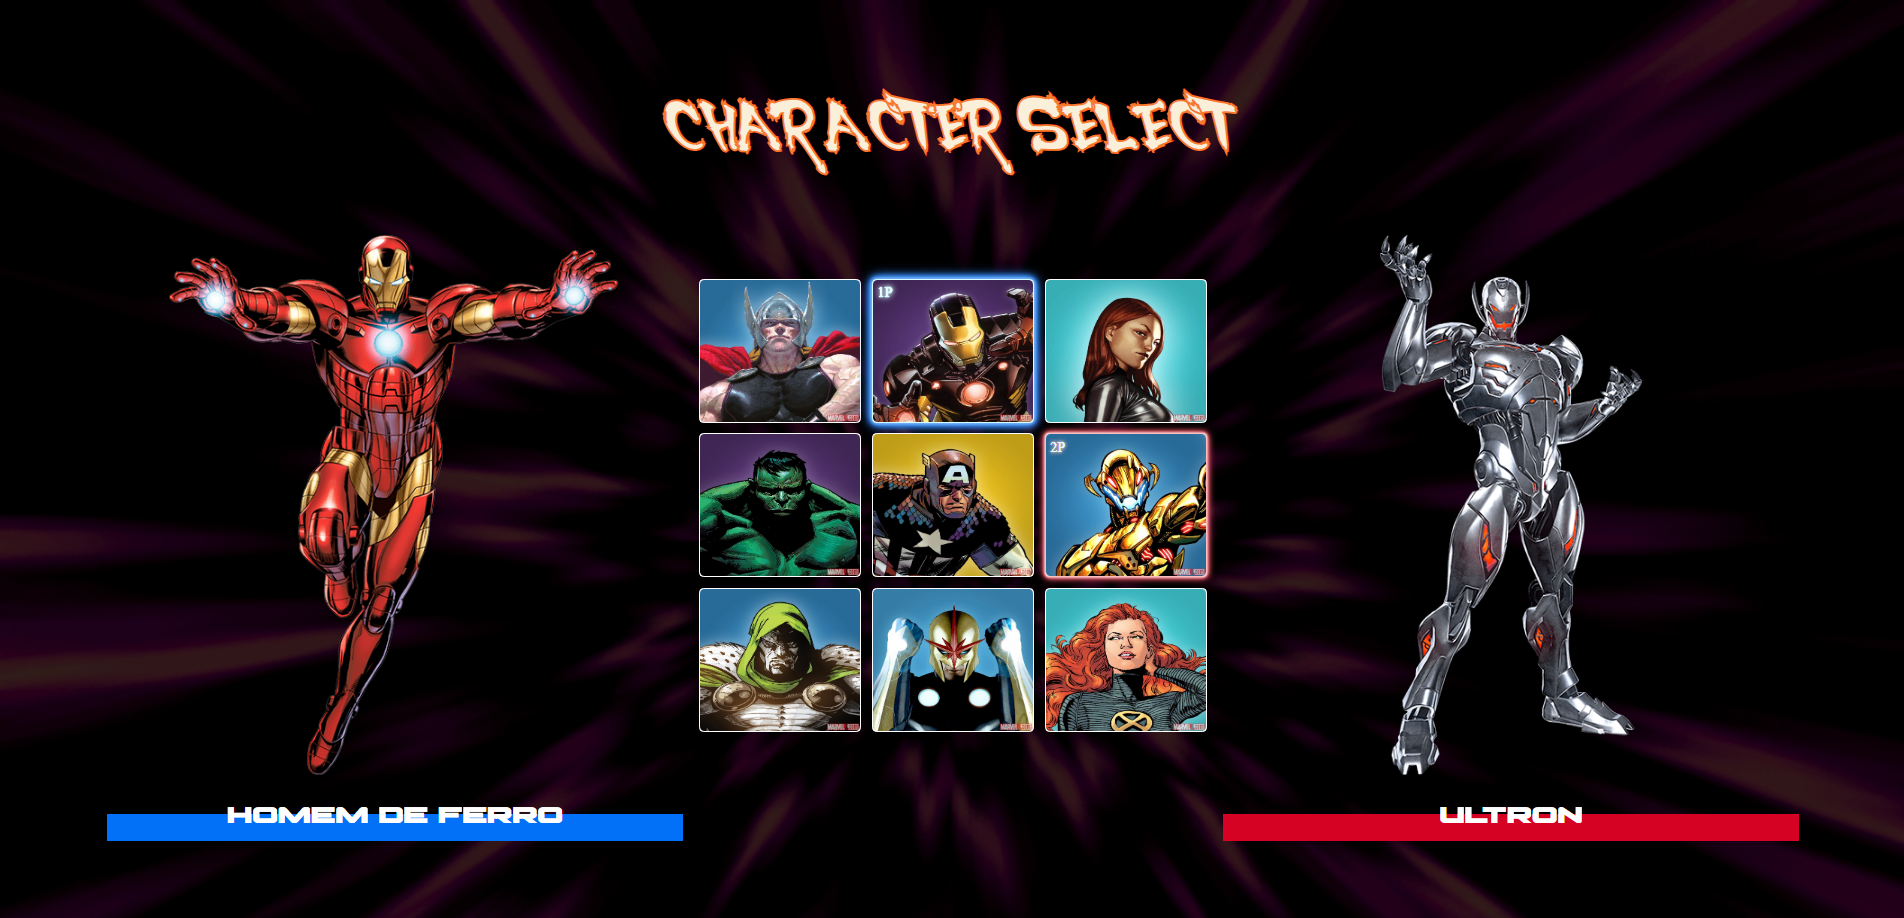 CHARACTER SELECT
1P
2P
HOMEM DE FERRO
ULTRON